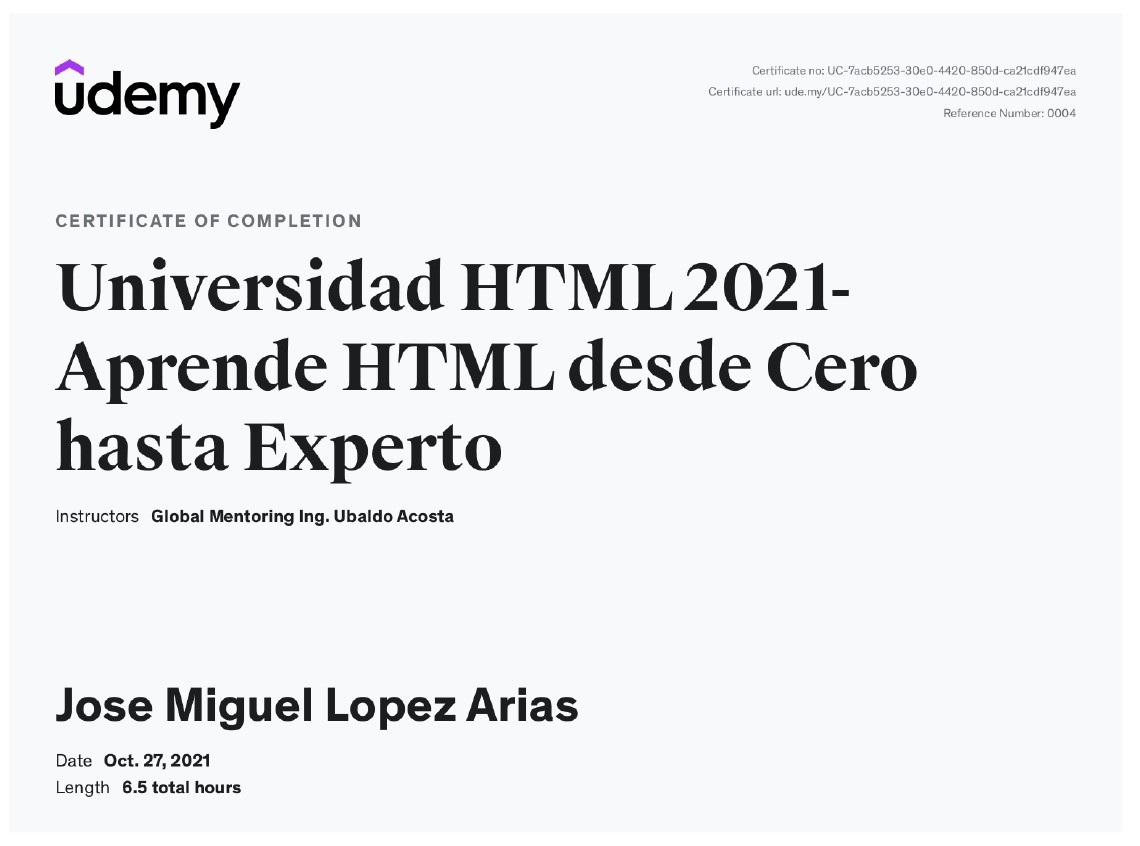 udemy
Certificate no: UC-7acb5253-30e0-4420-850d-ca21cdf947ea
Certificate url: ude.my/UC-7acb5253-30e0-4420-850d-ca21cdf947ea
Reference Number: 0004
CERTIFICATE OF COMPLETION
Universidad HTML 2021-
Aprende HTML desde Cero
hasta Experto
Instructors Global Mentoring Ing. Ubaldo Acosta
Jose Miguel Lopez Arias
Date Oct. 27, 2021
Length 6.5 total hours